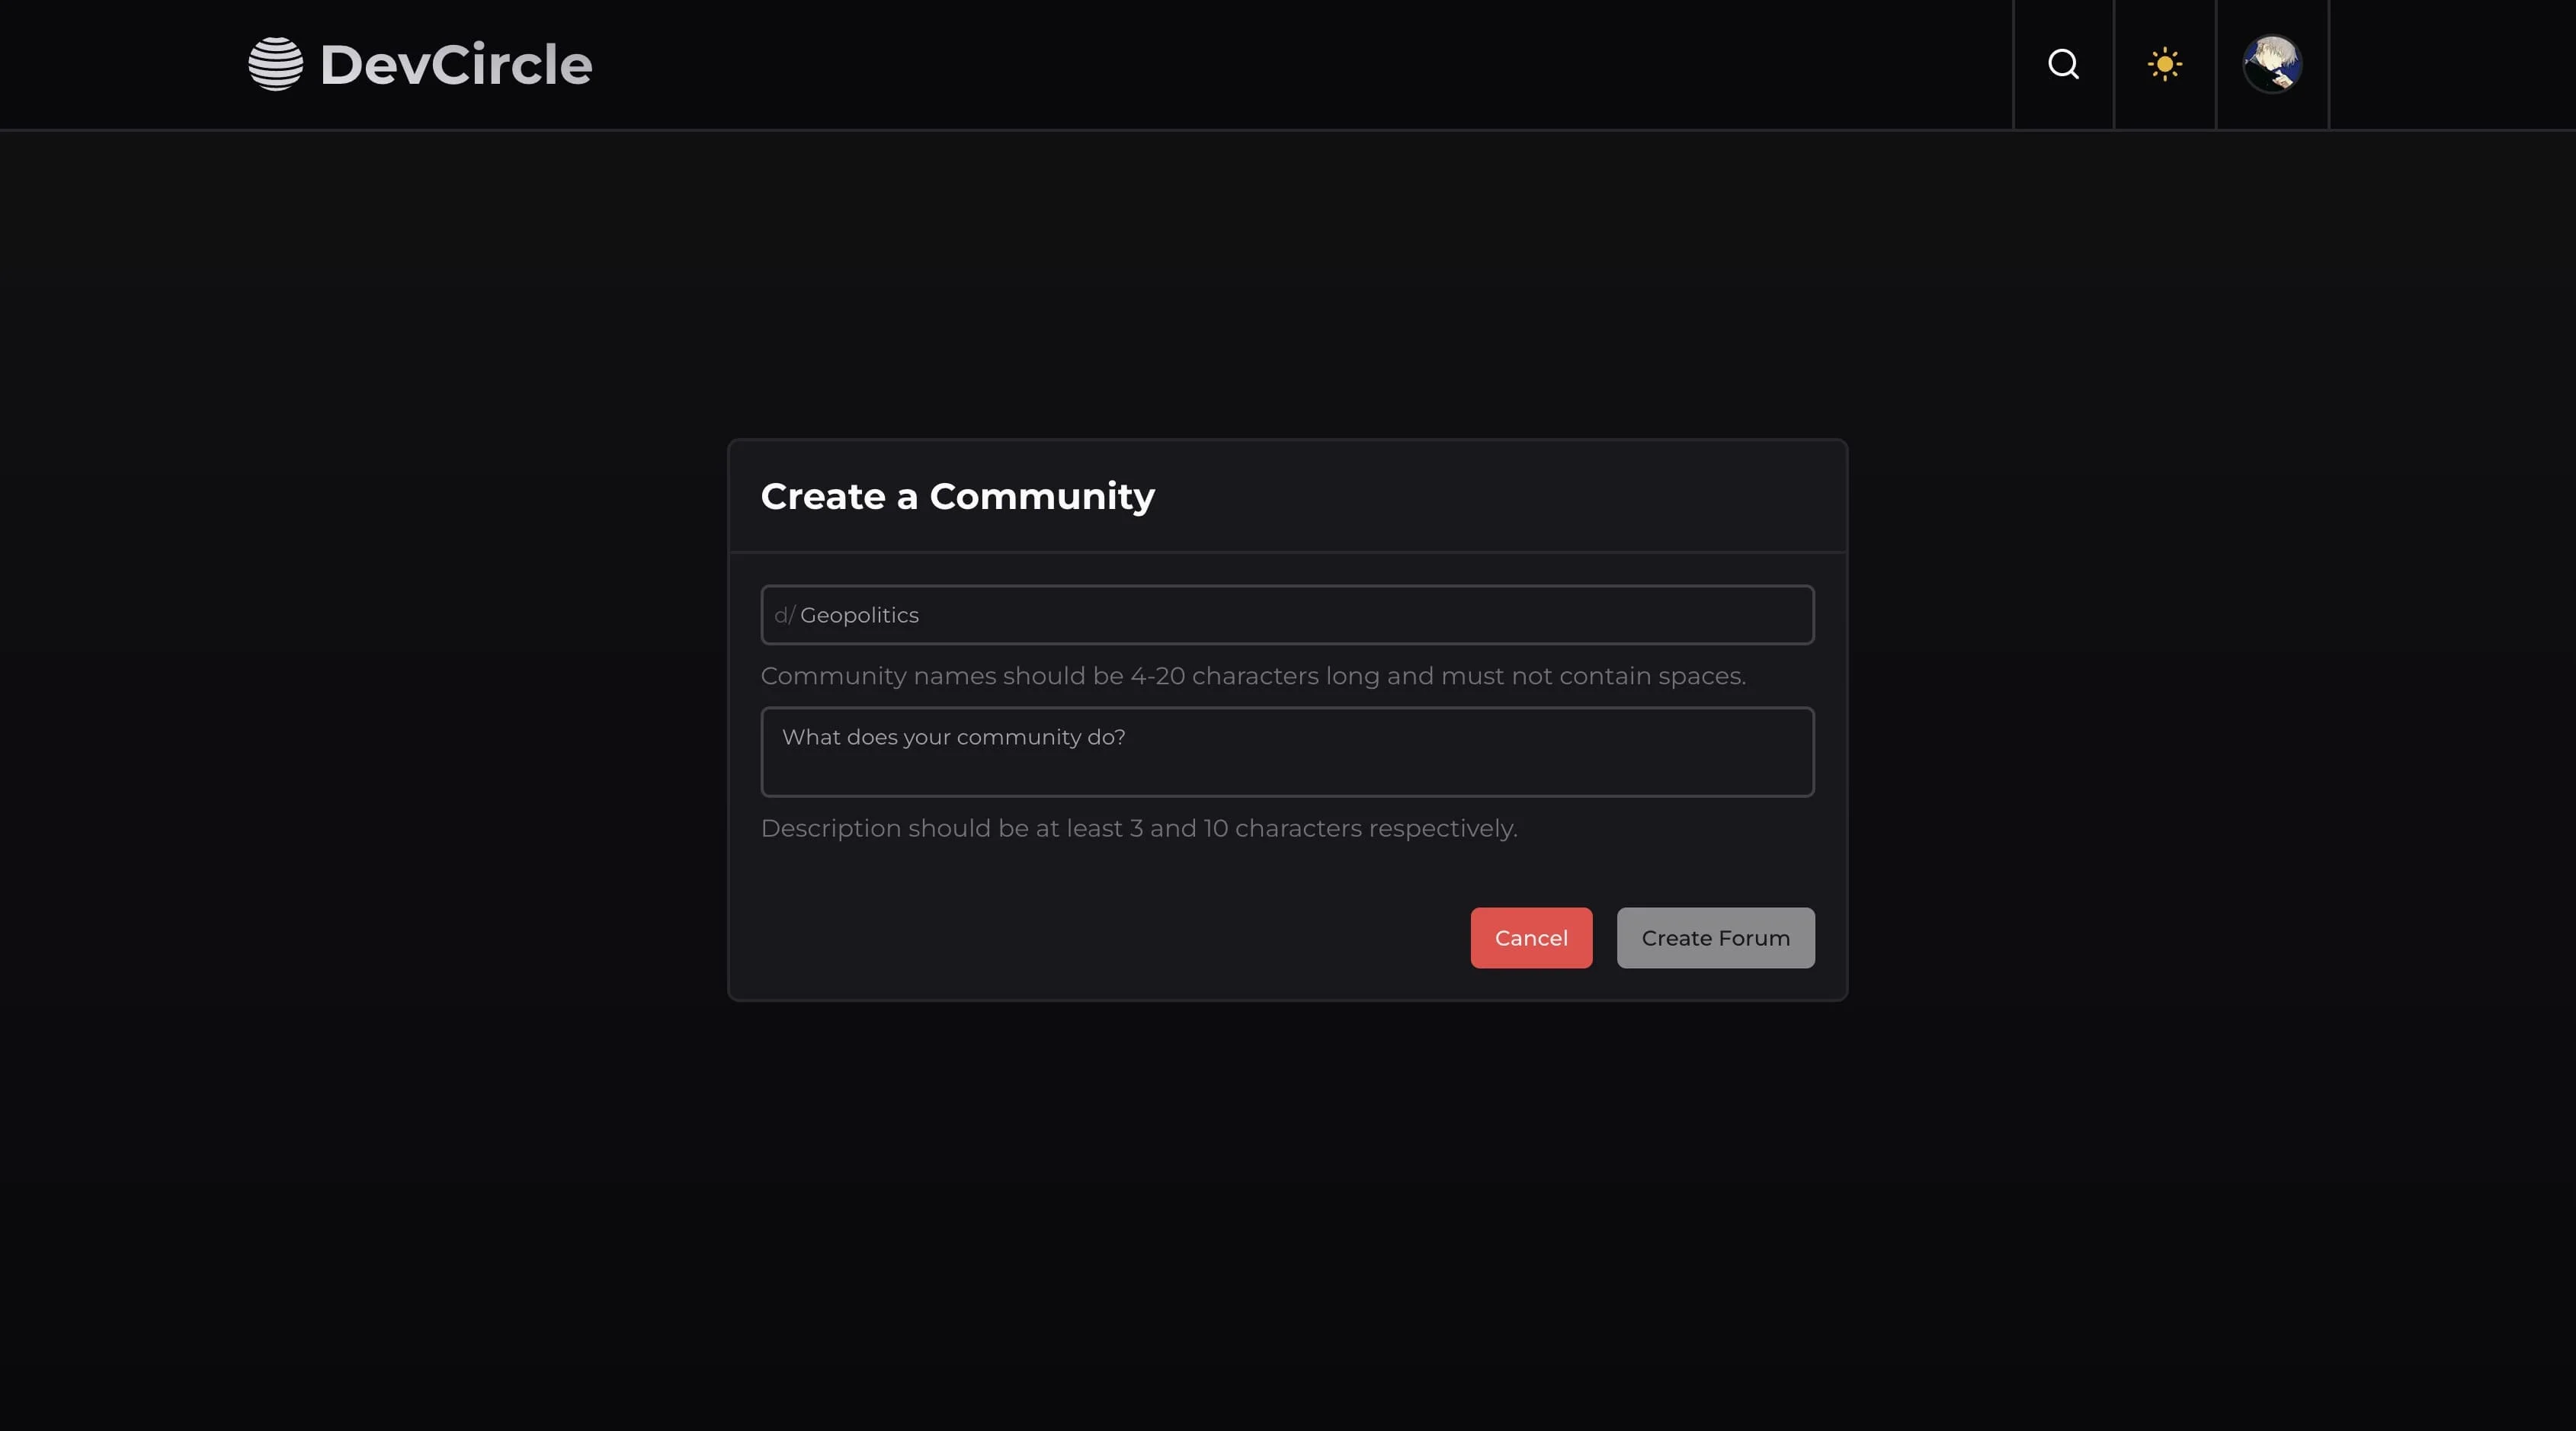 DevCircle
Create a Community
d/ Geopolitics
Community names should be 4-20 characters long and must not contain spaces.
What does your community do?
Description should be at least 3 and 10 characters respectively.
Cancel Create Forum